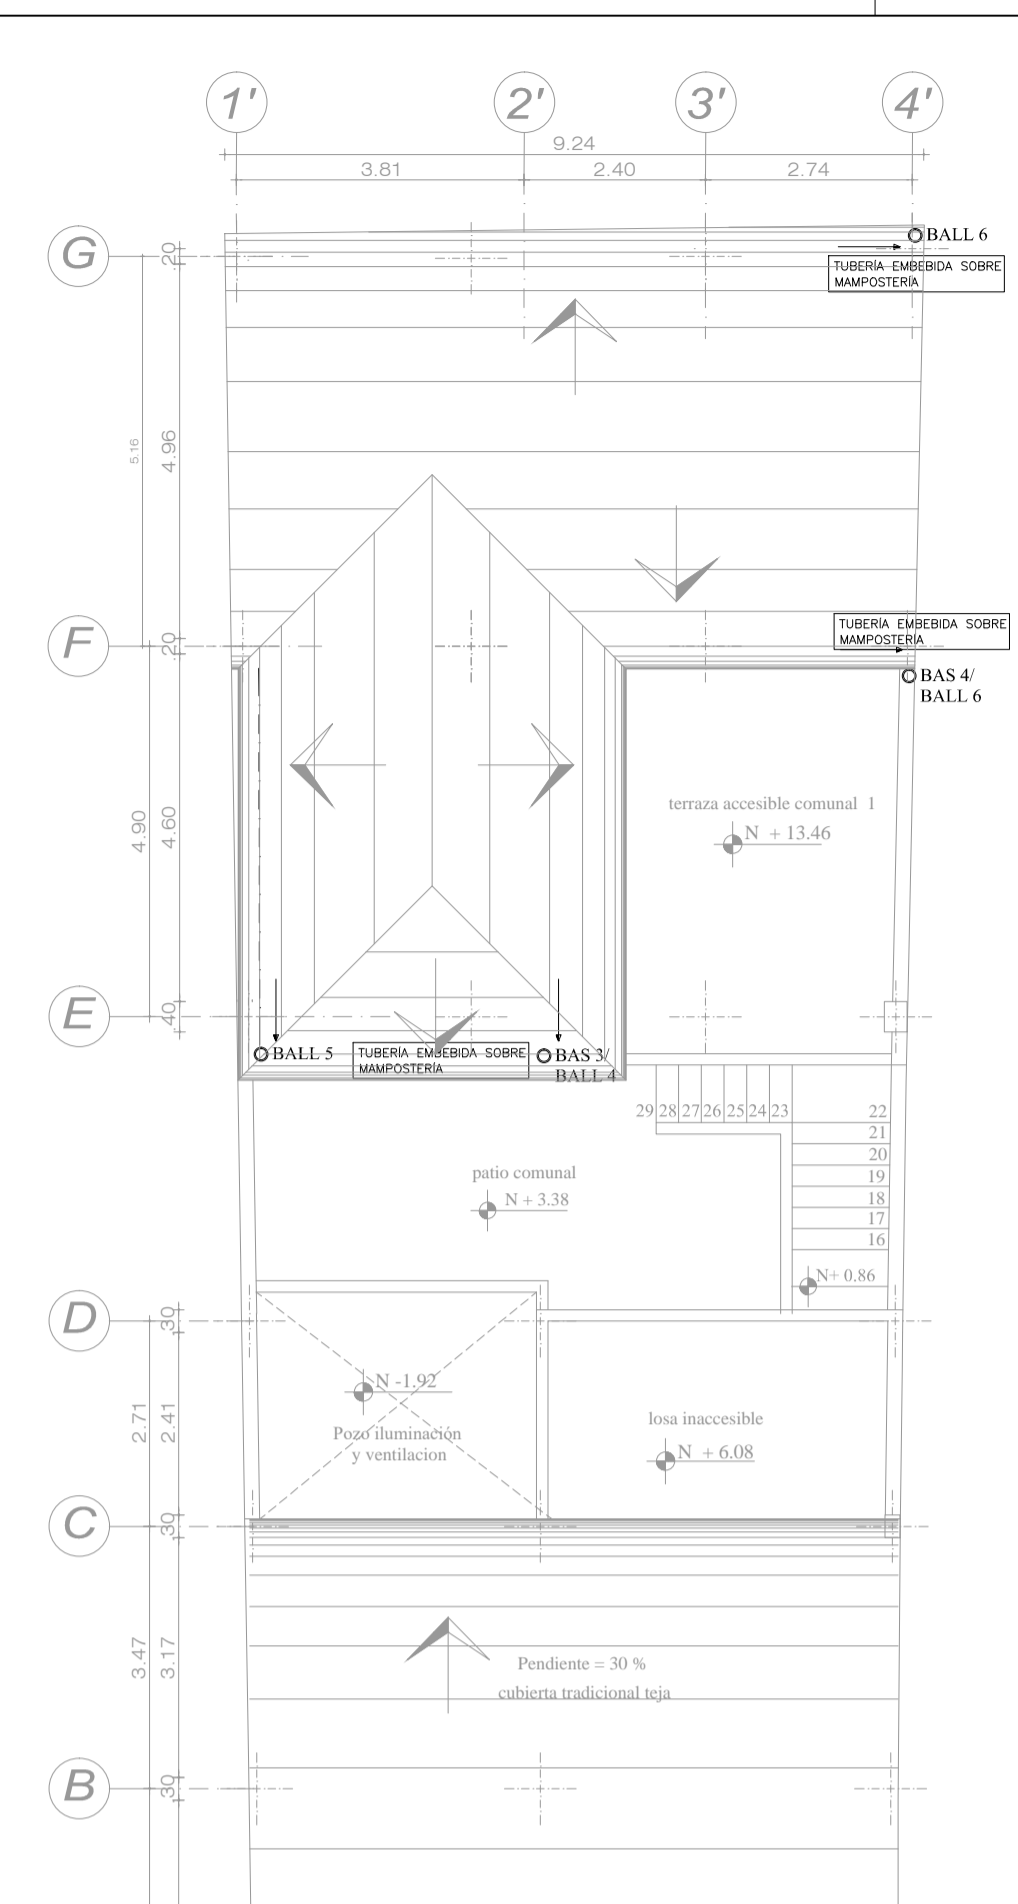 1' 2' 3' 4'
9.24
3.81 2.40 2.74
G
.20
BALL 6
TUBERÍA EMBEBIDA SOBRE
MAMPOSTERÍA
5.16
4.96
F
.20
TUBERÍA EMBEBIDA SOBRE
MAMPOSTERÍA
BAS 4/
BALL 6
terraza accesible comunal 1
N + 13.46
4.90
4.60
E
.40
BALL 5
TUBERÍA EMBEBIDA SOBRE
MAMPOSTERÍA
BAS 3/
BALL 4
29 28 27 26 25 24 23 22
21
20
19
18
17
16
patio comunal
N + 3.38
N+ 0.86
D
.30
N -1.92
Pozo iluminación
y ventilacion
losa inaccesible
N + 6.08
2.71
2.41
C
.30
Pendiente = 30 %
cubierta tradicional teja
3.47
3.17
B
.30